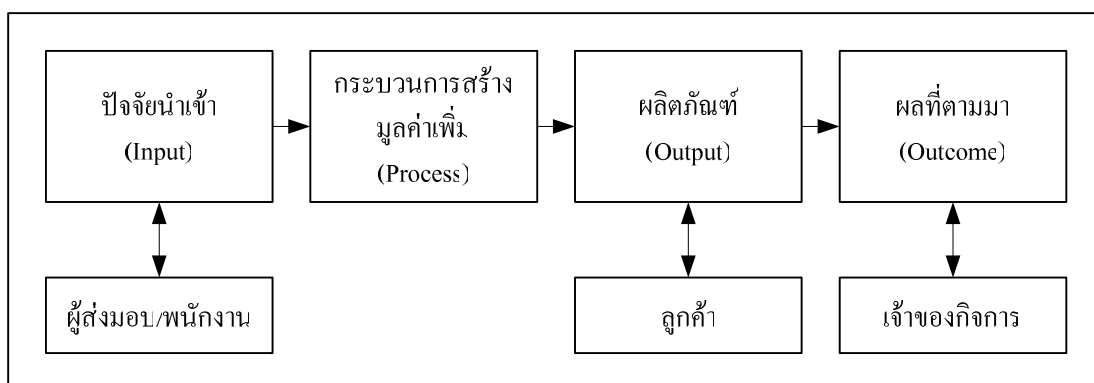 ปัจจัยนำเข้า
(Input)
กระบวนการสร้าง
มูลค่าเพิ่ม
(Process)
ผลิตภัณฑ์
(Output)
ผลที่ตามมา
(Outcome)
ผู้ส่งมอบ/พนักงาน
ลูกค้า
เจ้าของกิจการ